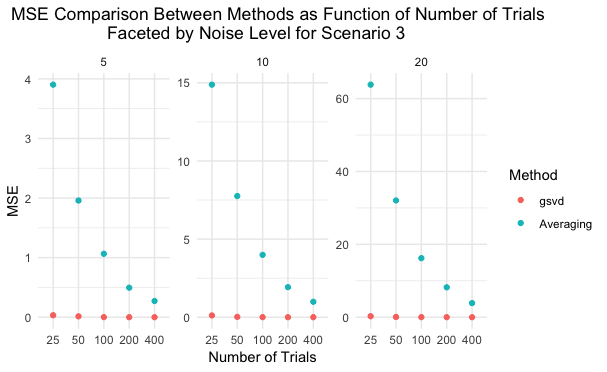 MSE Comparison Between Methods as Function of Number of Trials
Faceted by Noise Level for Scenario 3
5
10
20
MSE
4
3
2
1
0
25 50 100 200 400
15
10
5
0
25 50 100 200 400
60
40
20
0
25 50 100 200 400
Number of Trials
Method
gsvd
Averaging